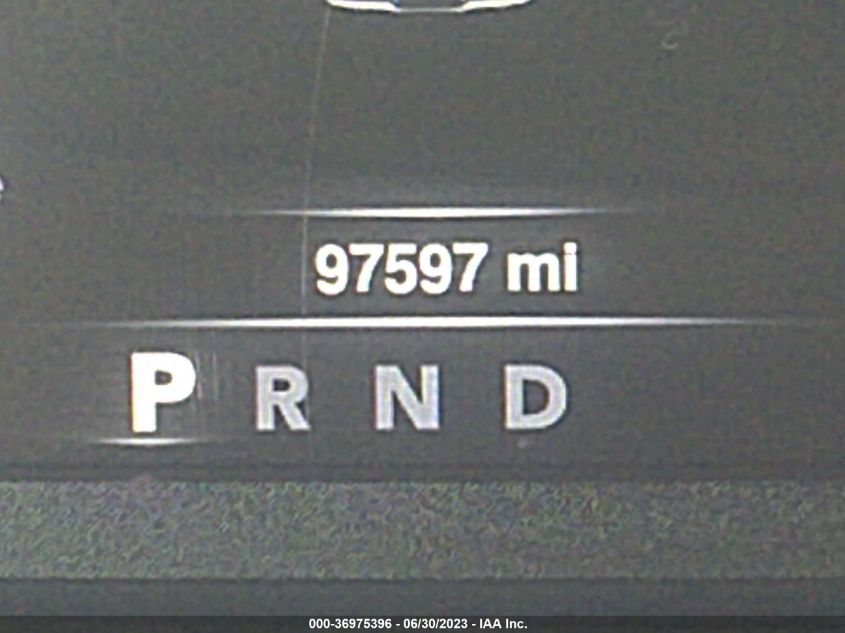 97597 mi
P R N D
000-36975396 - 06/30/2023 - IAA Inc.